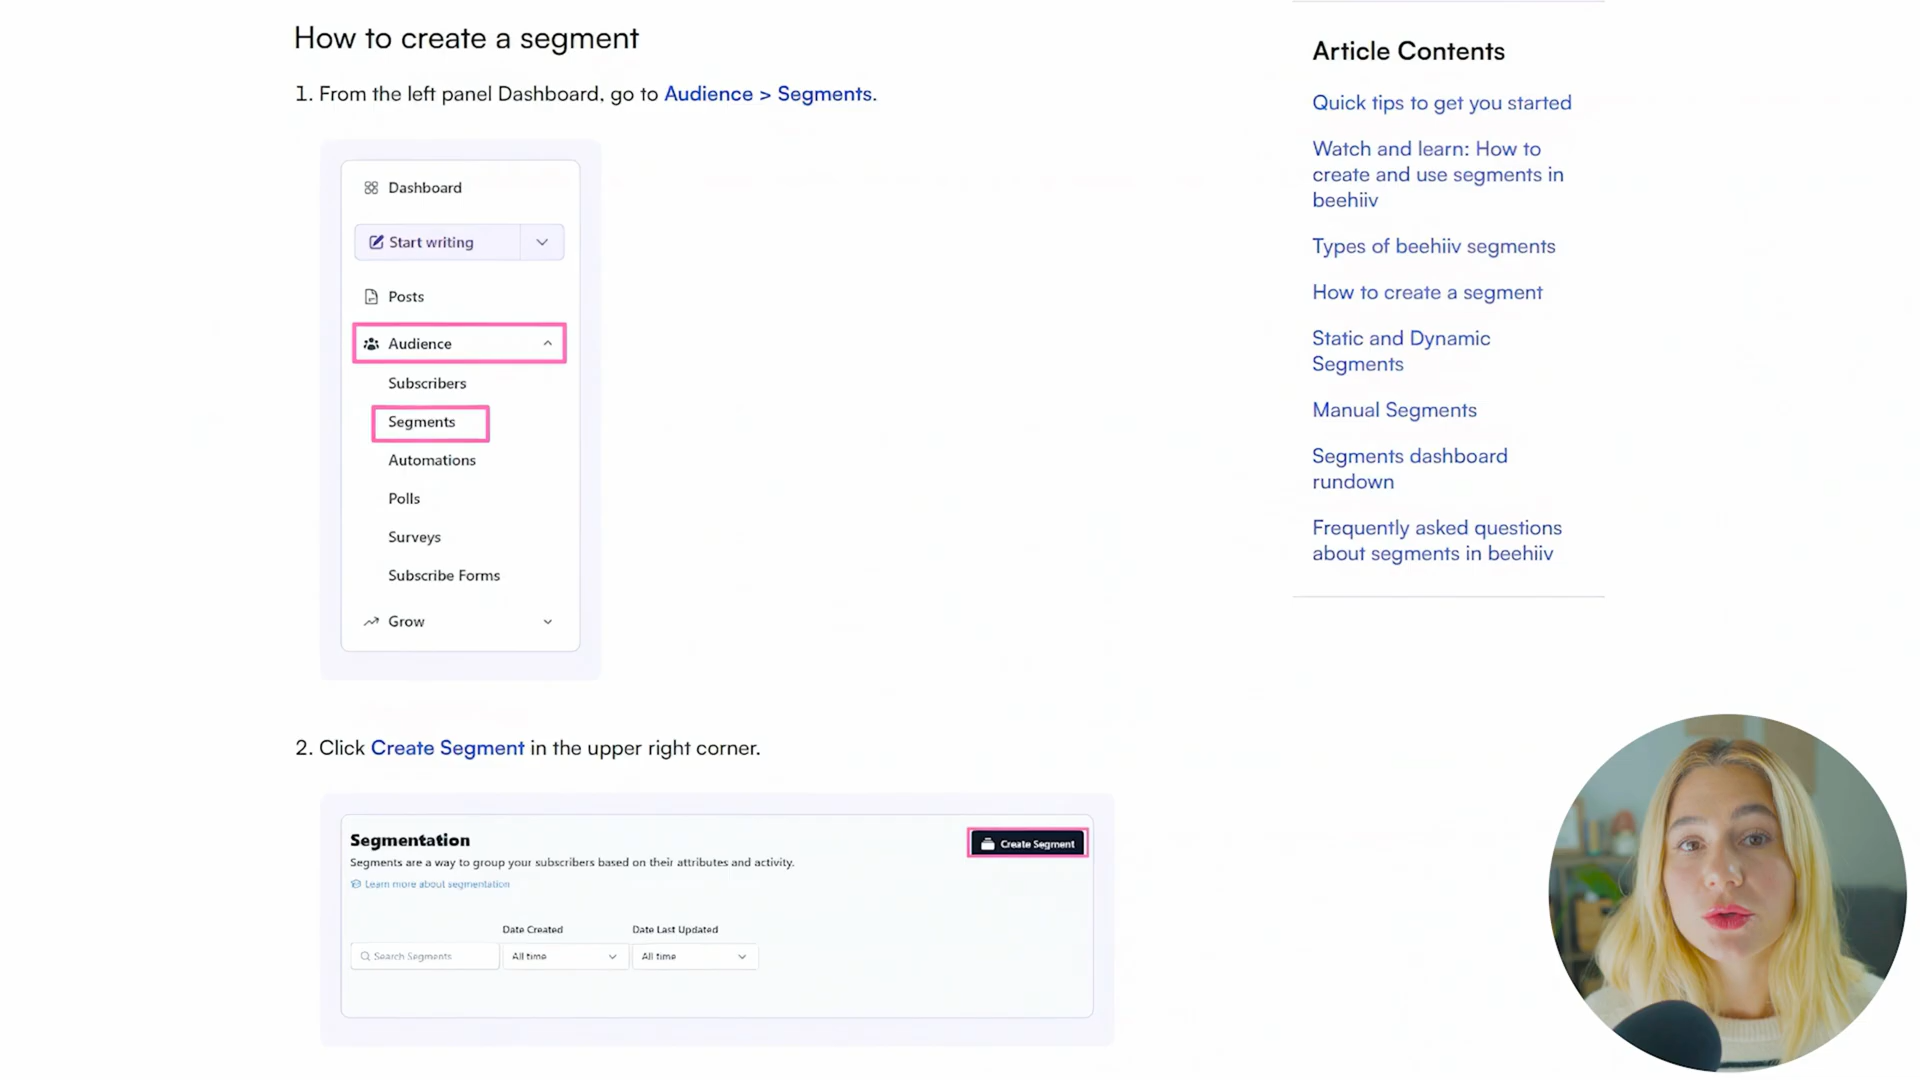 How to create a segment
1. From the left panel Dashboard, go to Audience > Segments.
Dashboard
Start writing
Posts
Audience
Subscribers
Segments
Automations
Polls
Surveys
Subscribe Forms
Grow
2. Click Create Segment in the upper right corner.
Segmentation
Create Segment
Segments are a way to group your subscribers based on their attributes and activity.
Learn more about segmentation
Date Created
Date Last Updated
Search Segments
All time
All time
Article Contents
Quick tips to get you started
Watch and learn: How to
create and use segments in
beehiiv
Types of beehiiv segments
How to create a segment
Static and Dynamic
Segments
Manual Segments
Segments dashboard
rundown
Frequently asked questions
about segments in beehiiv